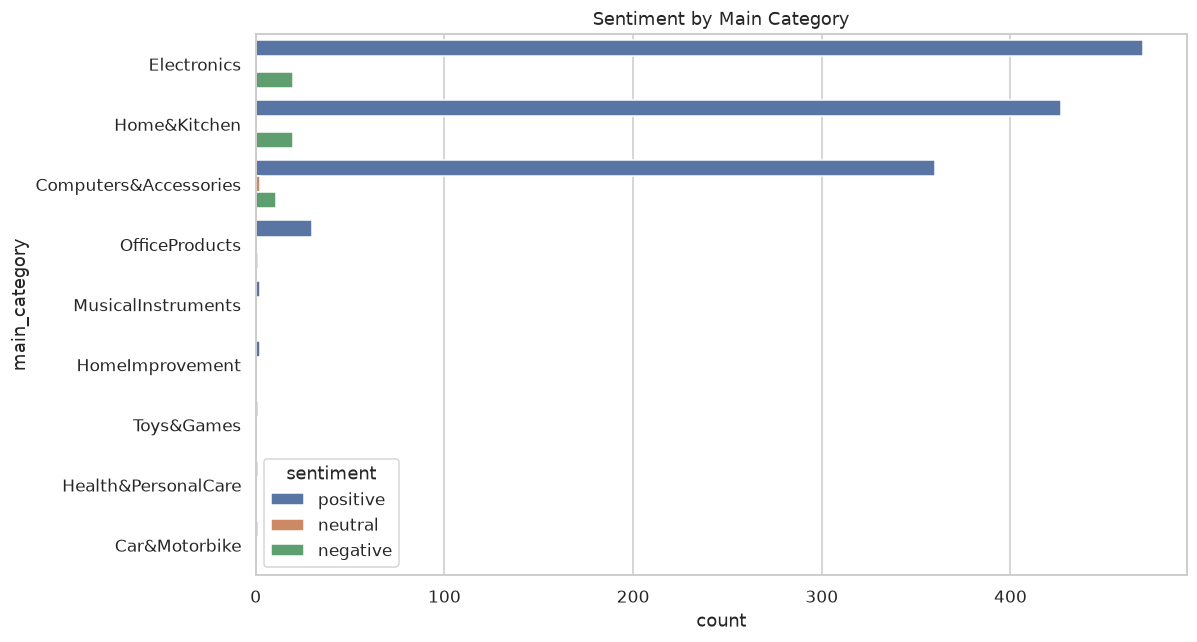 Sentiment by Main Category
main_category
Electronics
Home&Kitchen
Computers&Accessories
OfficeProducts
MusicalInstruments
HomeImprovement
Toys&Games
Health&PersonalCare
Car&Motorbike
sentiment
positive
neutral
negative
0 100 200 300 400
count